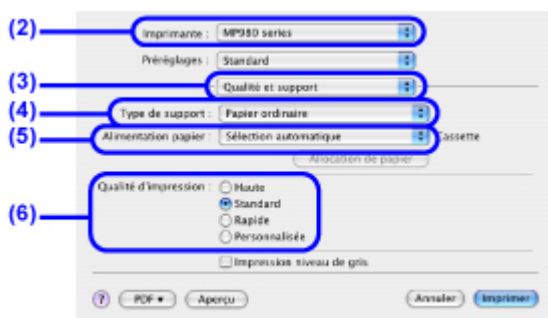 (2) Imprimante : MP980 series
Préréglages : Standard
(3) Qualité et support
(4) Type de support : Papier ordinaire
(5) Alimentation papier : Sélection automatique Cassette
Allocation de papier
(6) Qualité d'impression : Haute
Standard
Rapide
Personnalisée
Impression niveau de gris
? PDF Aperçu Annuler Imprimer